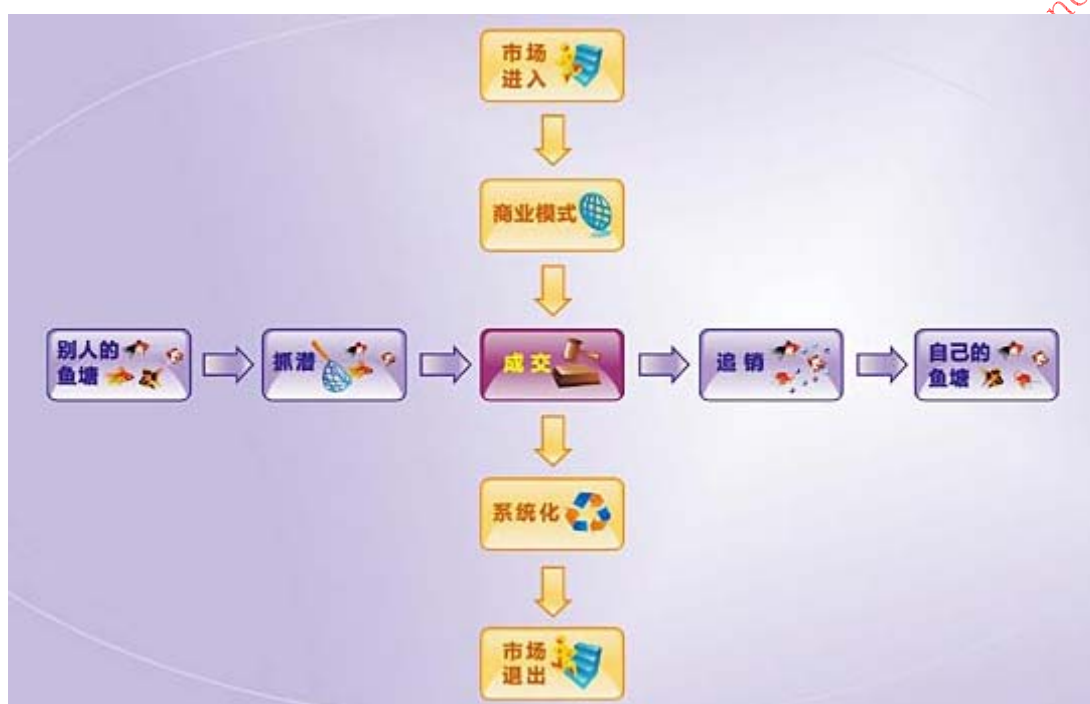 市场
进入
商业模式
别人的
鱼塘
抓潜
成交
追销
自己的
鱼塘
系统化
市场
退出